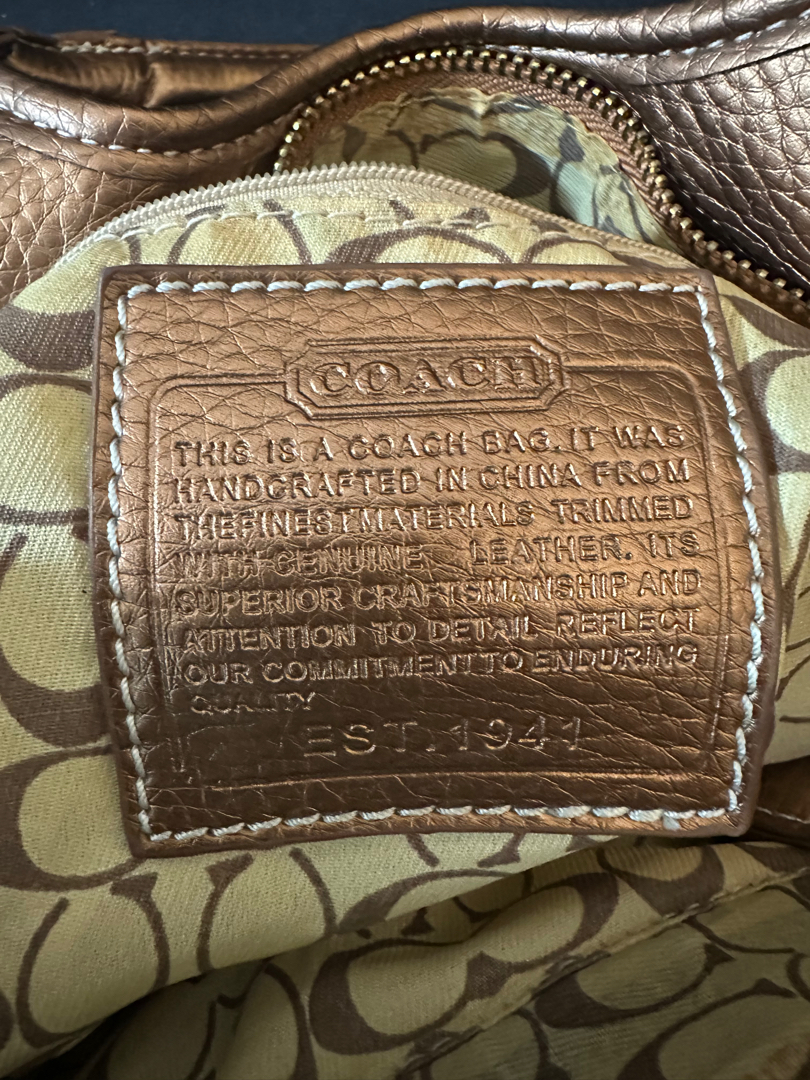 COACH
THIS IS A COACH BAG. IT WAS
HANDCRAFTED IN CHINA FROM
THEFINESTMATERIALS TRIMMED
WITH GENUINE LEATHER. ITS
SUPERIOR CRAFTSMANSHIP AND
ATTENTION TO DETAIL REFLECT
OUR COMMITMENT TO ENDURING
QUALITY
EST.1941